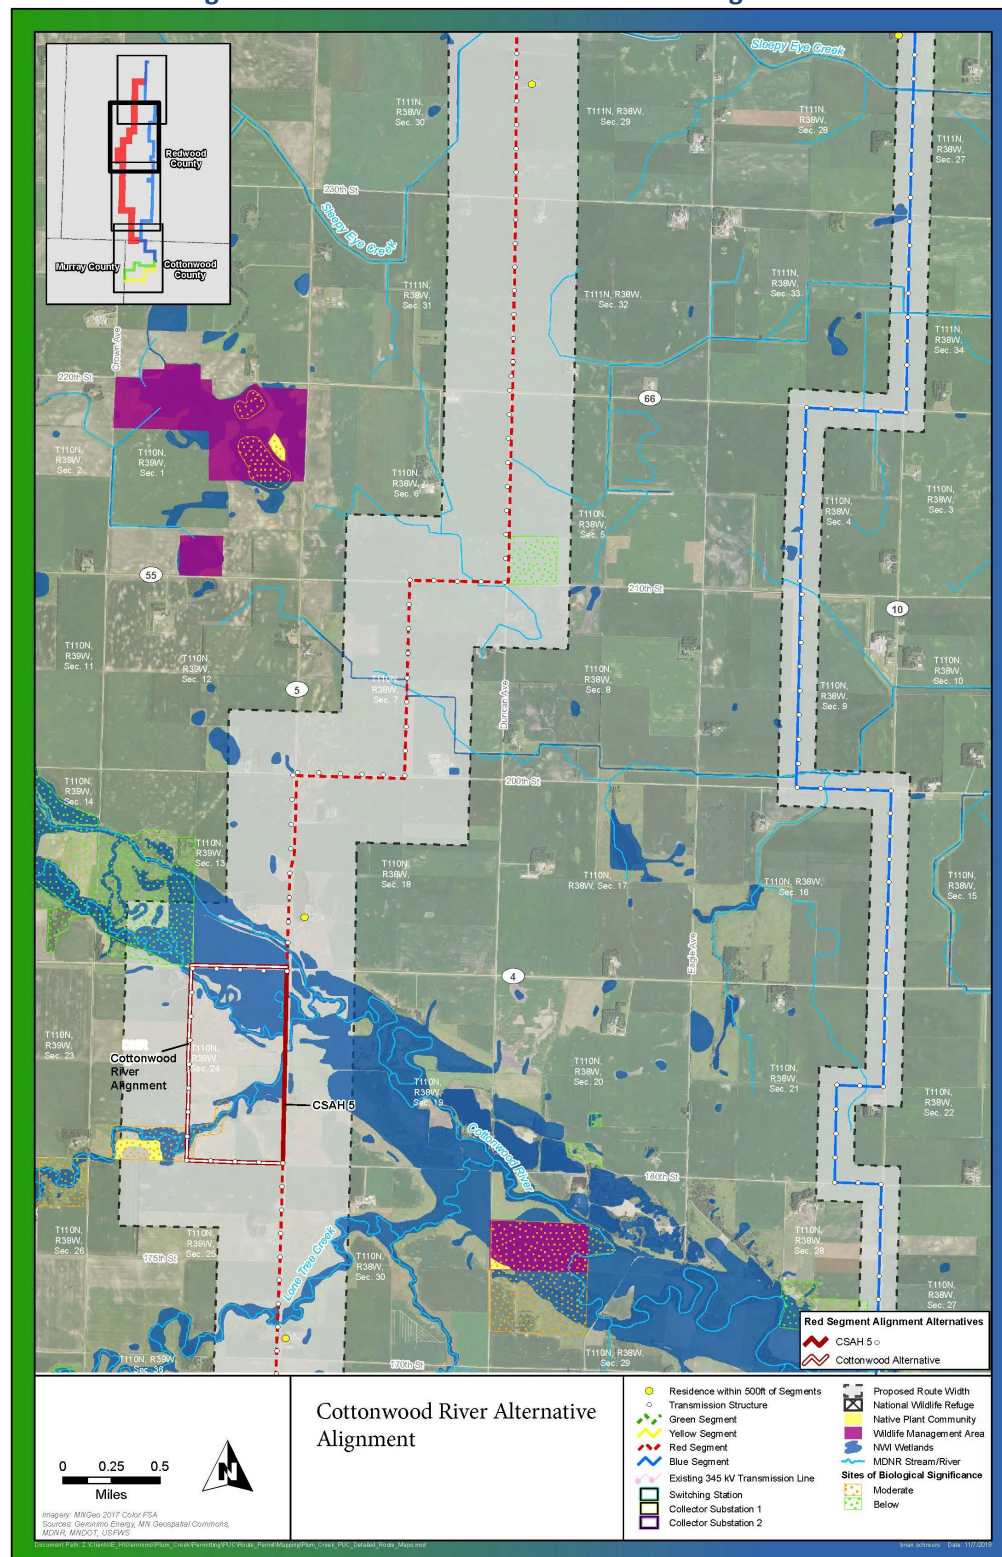 Sleepy Eye Creek
T111N,
R38W,
Sec. 30
T111N, R38W,
Sec. 29
T111N,
R38W,
Sec. 28
T111N,
R38W,
Sec. 27
Redwood
County
Murray County
Cottonwood
County
230th St
Sleepy Eye Creek
T111N,
R38W,
Sec. 31
T111N, R38W,
Sec. 32
T111N,
R38W,
Sec. 33
T111N,
R38W,
Sec. 34
Crown Ave
220th St
66
T110N,
R39W,
Sec. 2
T110N,
R39W,
Sec. 1
T110N,
R38W,
Sec. 6
T110N,
R38W,
Sec. 5
T110N,
R38W,
Sec. 4
T110N,
R38W,
Sec. 3
55
210th St
10
T110N,
R39W,
Sec. 11
T110N,
R39W,
Sec. 12
5
T110N,
R38W,
Sec. 7
Duncan Ave
T110N,
R38W,
Sec. 8
T110N,
R38W,
Sec. 9
T110N,
R38W,
Sec. 10
200th St
T110N,
R39W,
Sec. 14
T110N,
R39W,
Sec. 13
T110N,
R38W,
Sec. 18
T110N,
R38W, Sec. 17
T110N, R38W,
Sec. 16
T110N,
R38W,
Sec. 15
Eagle Ave
4
T110N,
R39W,
Sec. 23
DNR
Cottonwood
River
Alignment
T110N,
R39W,
Sec. 24
CSAH 5
T110N,
R38W,
Sec. 19
T110N,
R38W,
Sec. 20
T110N,
R38W,
Sec. 21
T110N,
R38W,
Sec. 22
Cottonwood River
180th St
T110N,
R39W,
Sec. 26
T110N,
R39W,
Sec. 25
175th St
Lone Tree Creek
T110N,
R38W,
Sec. 30
T110N,
R38W,
Sec. 28
T110N,
R38W,
Sec. 27
T110N, R39W,
Sec. 36
170th St
T110N, R38W,
Sec. 29
Red Segment Alignment Alternatives
CSAH 5
Cottonwood Alternative
0 0.25 0.5
Miles
N
Imagery: MNGeo 2017 Color FSA
Sources: Geronimo Energy, MN Geospatial Commons,
MDNR, MNDOT, USFWS
Cottonwood River Alternative
Alignment
Residence within 500ft of Segments
Transmission Structure
Green Segment
Yellow Segment
Red Segment
Blue Segment
Existing 345 kV Transmission Line
Switching Station
Collector Substation 1
Collector Substation 2
Proposed Route Width
National Wildlife Refuge
Native Plant Community
Wildlife Management Area
NWI Wetlands
MDNR Stream/River
Sites of Biological Significance
Moderate
Below
brian.schreurs Date: 11/7/2019